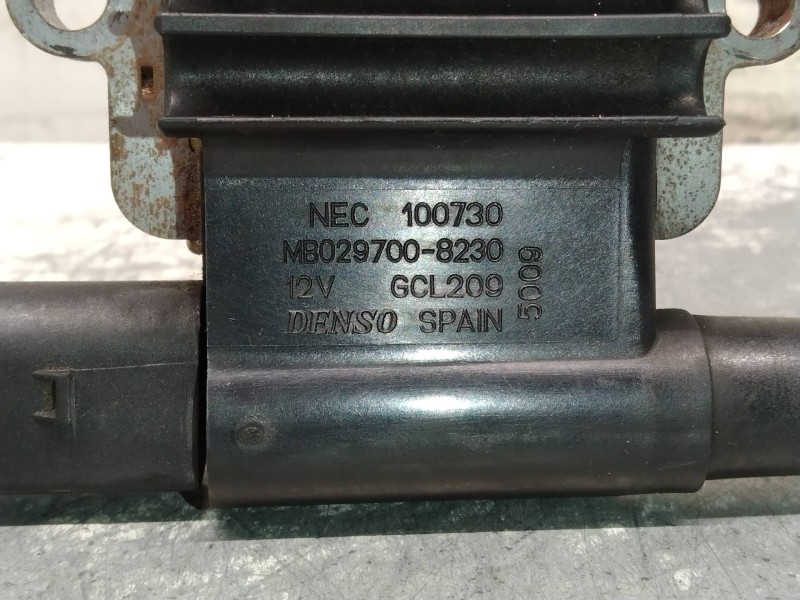 NEC 100730
MB029700-8230
12V GCL209
DENSO SPAIN
5009